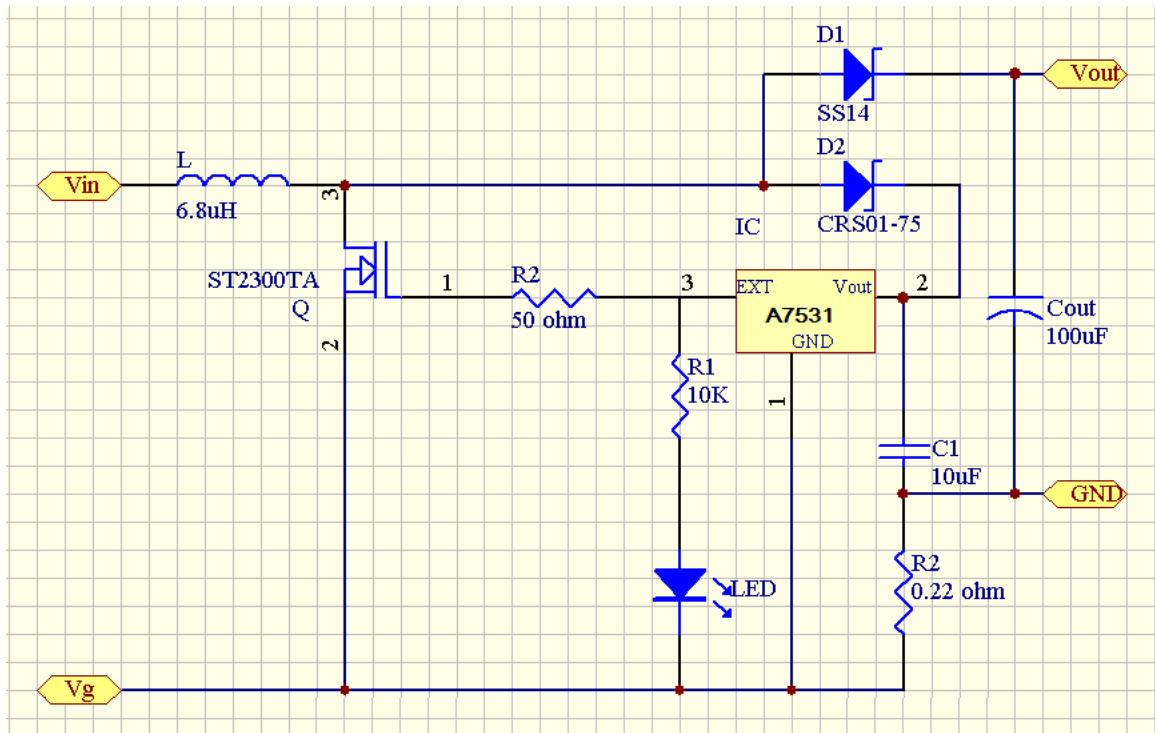 D1
SS14
Vout
D2
CRS01-75
L
6.8uH
Vin
3
IC
ST2300TA
Q
1
R2
50 ohm
3
EXT
Vout
A7531
GND
2
Cout
100uF
2
R1
10K
1
C1
10uF
GND
R2
0.22 ohm
LED
Vg